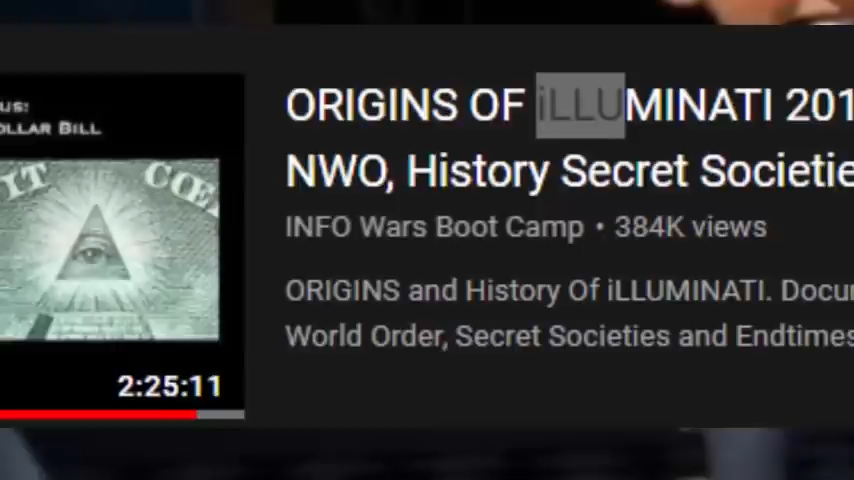 US:
OLLAR BILL
IT CŒ
2:25:11
ORIGINS OF iLLUMINATI 201
NWO, History Secret Societie
INFO Wars Boot Camp • 384K views
ORIGINS and History Of iLLUMINATI. Docu
World Order, Secret Societies and Endtimes